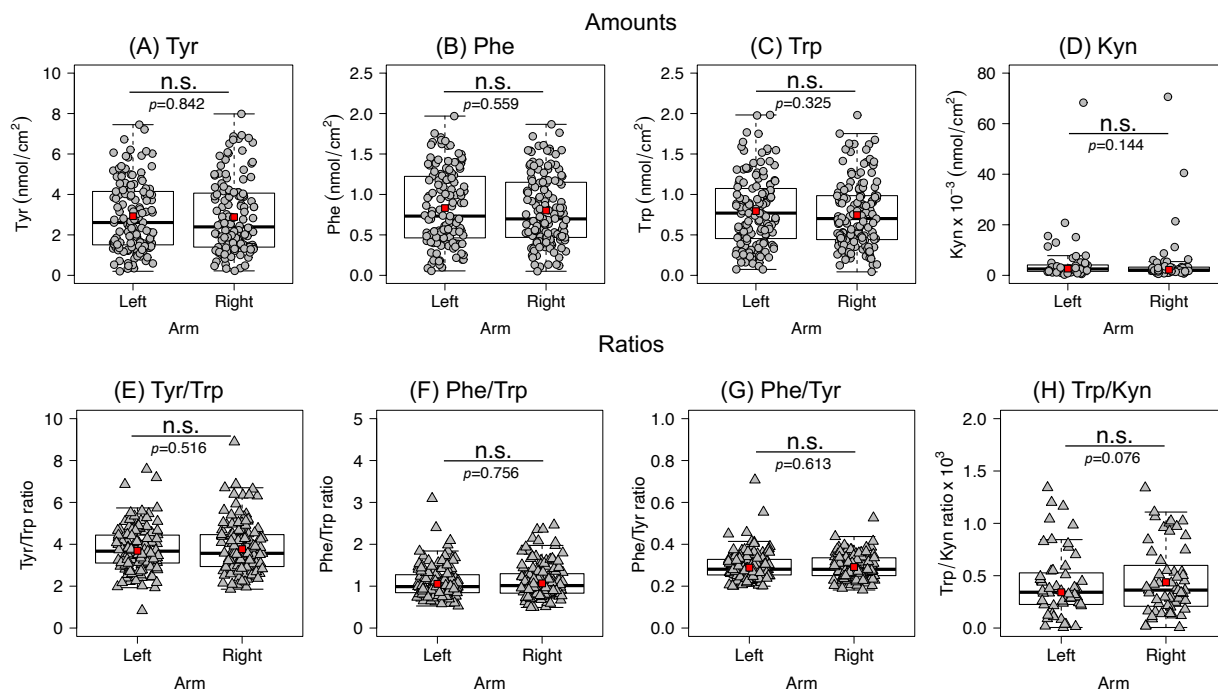 Amounts
(A) Tyr
(B) Phe
(C) Trp
(D) Kyn
Tyr (nmol/cm²)
10
8
6
4
2
0
n.s.
p=0.842
Left
Right
Arm
Phe (nmol/cm²)
2.5
2.0
1.5
1.0
0.5
0.0
n.s.
p=0.559
Left
Right
Arm
Trp (nmol/cm²)
2.5
2.0
1.5
1.0
0.5
0.0
n.s.
p=0.325
Left
Right
Arm
Kyn x 10⁻³ (nmol/cm²)
80
60
40
20
0
n.s.
p=0.144
Left
Right
Arm
Ratios
(E) Tyr/Trp
(F) Phe/Trp
(G) Phe/Tyr
(H) Trp/Kyn
Tyr/Trp ratio
10
8
6
4
2
0
n.s.
p=0.516
Left
Right
Arm
Phe/Trp ratio
5
4
3
2
1
0
n.s.
p=0.756
Left
Right
Arm
Phe/Tyr ratio
1.0
0.8
0.6
0.4
0.2
0.0
n.s.
p=0.613
Left
Right
Arm
Trp/Kyn ratio x 10³
2.0
1.5
1.0
0.5
0.0
n.s.
p=0.076
Left
Right
Arm